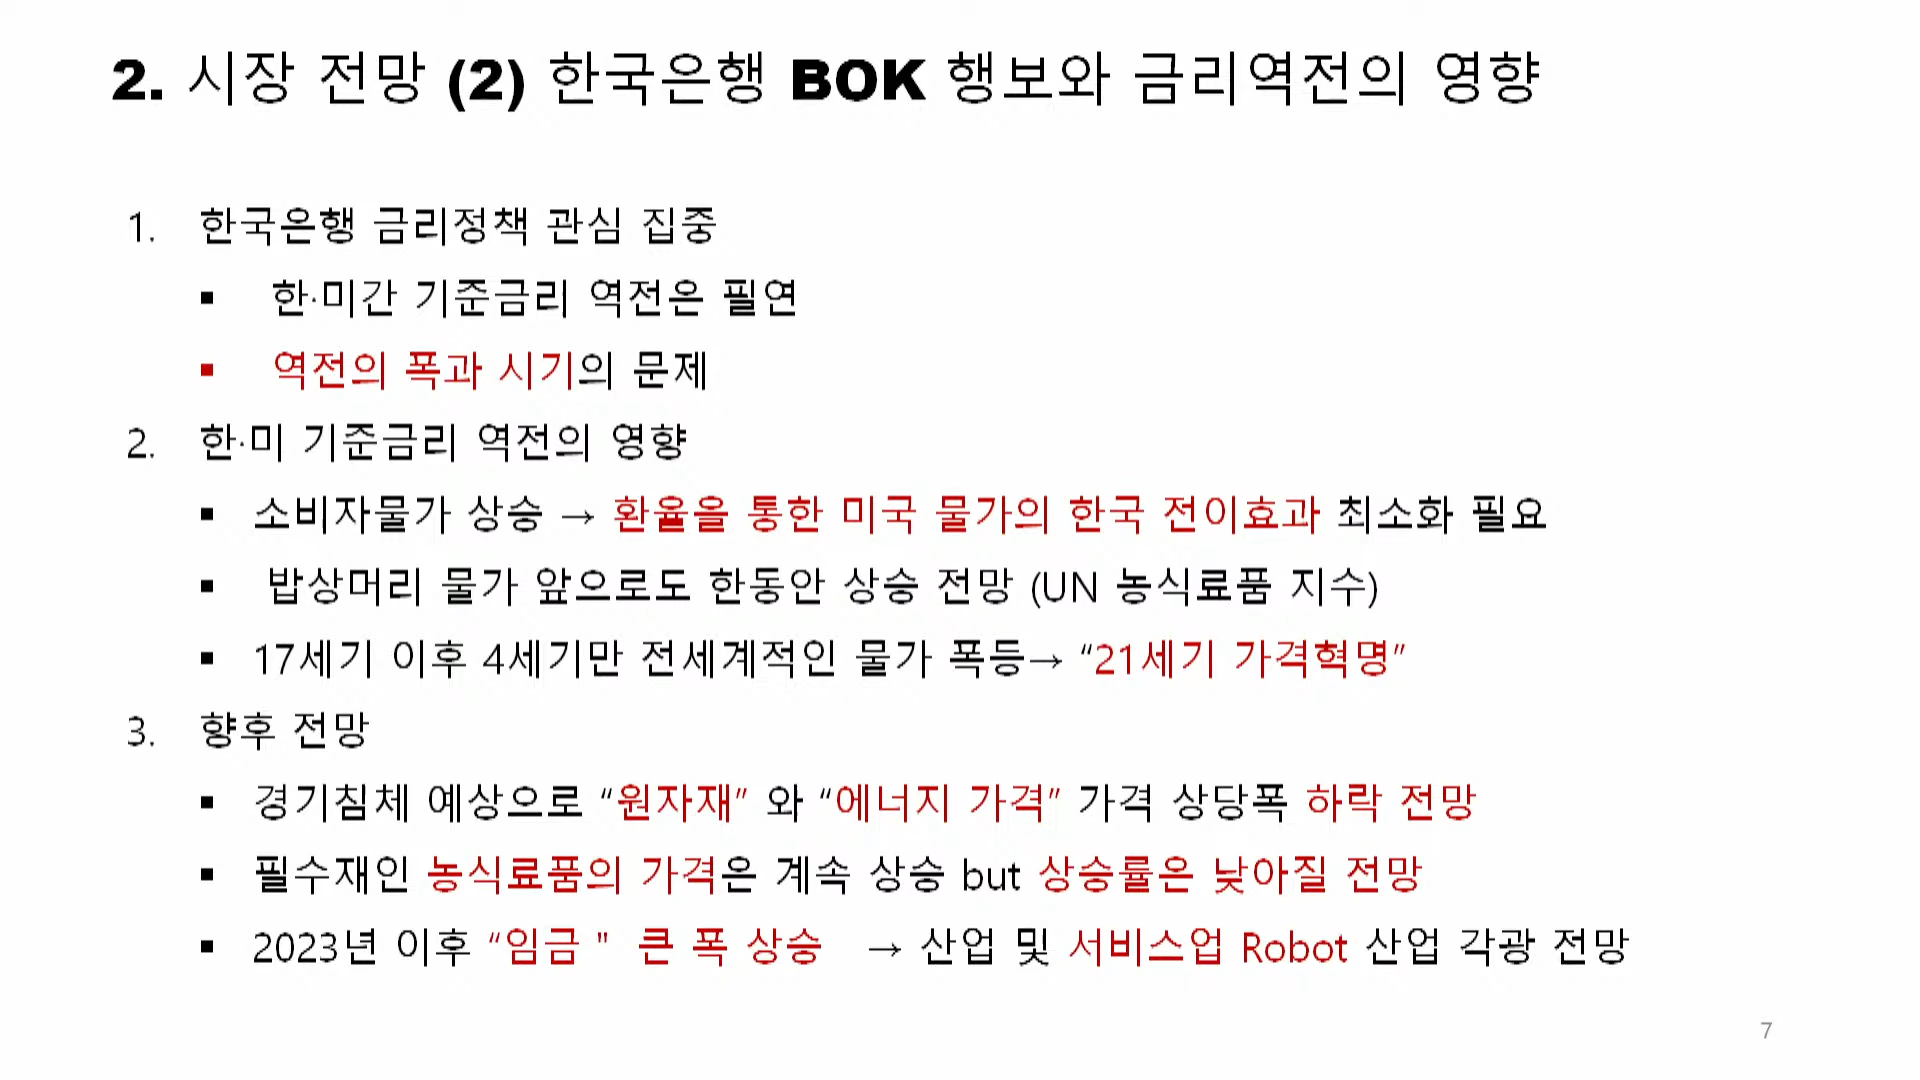 2. 시장 전망 (2) 한국은행 BOK 행보와 금리역전의 영향
1. 한국은행 금리정책 관심 집중
▪ 한·미간 기준금리 역전은 필연
▪ 역전의 폭과 시기의 문제
2. 한·미 기준금리 역전의 영향
▪ 소비자물가 상승 → 환율을 통한 미국 물가의 한국 전이효과 최소화 필요
▪ 밥상머리 물가 앞으로도 한동안 상승 전망 (UN 농식료품 지수)
▪ 17세기 이후 4세기만 전세계적인 물가 폭등→ “21세기 가격혁명”
3. 향후 전망
▪ 경기침체 예상으로 “원자재” 와 “에너지 가격” 가격 상당폭 하락 전망
▪ 필수재인 농식료품의 가격은 계속 상승 but 상승률은 낮아질 전망
▪ 2023년 이후 “임금 " 큰 폭 상승 → 산업 및 서비스업 Robot 산업 각광 전망
7